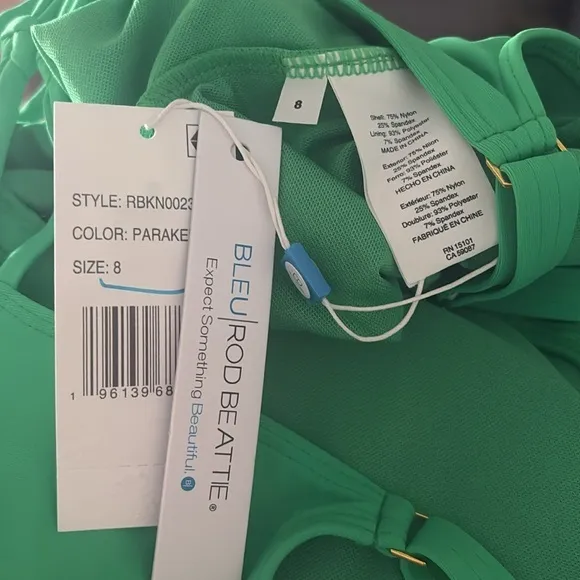 STYLE: RBKN0023
COLOR: PARAKE
SIZE: 8
1 96139 68
BLEU|ROD BEATTIE®
Expect Something Beautiful.
8
Shell: 75% Nylon
25% Spandex
Lining: 93% Polyester
7% Spandex
MADE IN CHINA
Exterior: 75% Nilon
25% Spandex
Forro: 93% Poliéster
7% Spandex
HECHO EN CHINA
Extérieur: 75% Nylon
25% Spandex
Doublure: 93% Polyester
7% Spandex
FABRIQUÉ EN CHINE
RN 15101
CA 59087